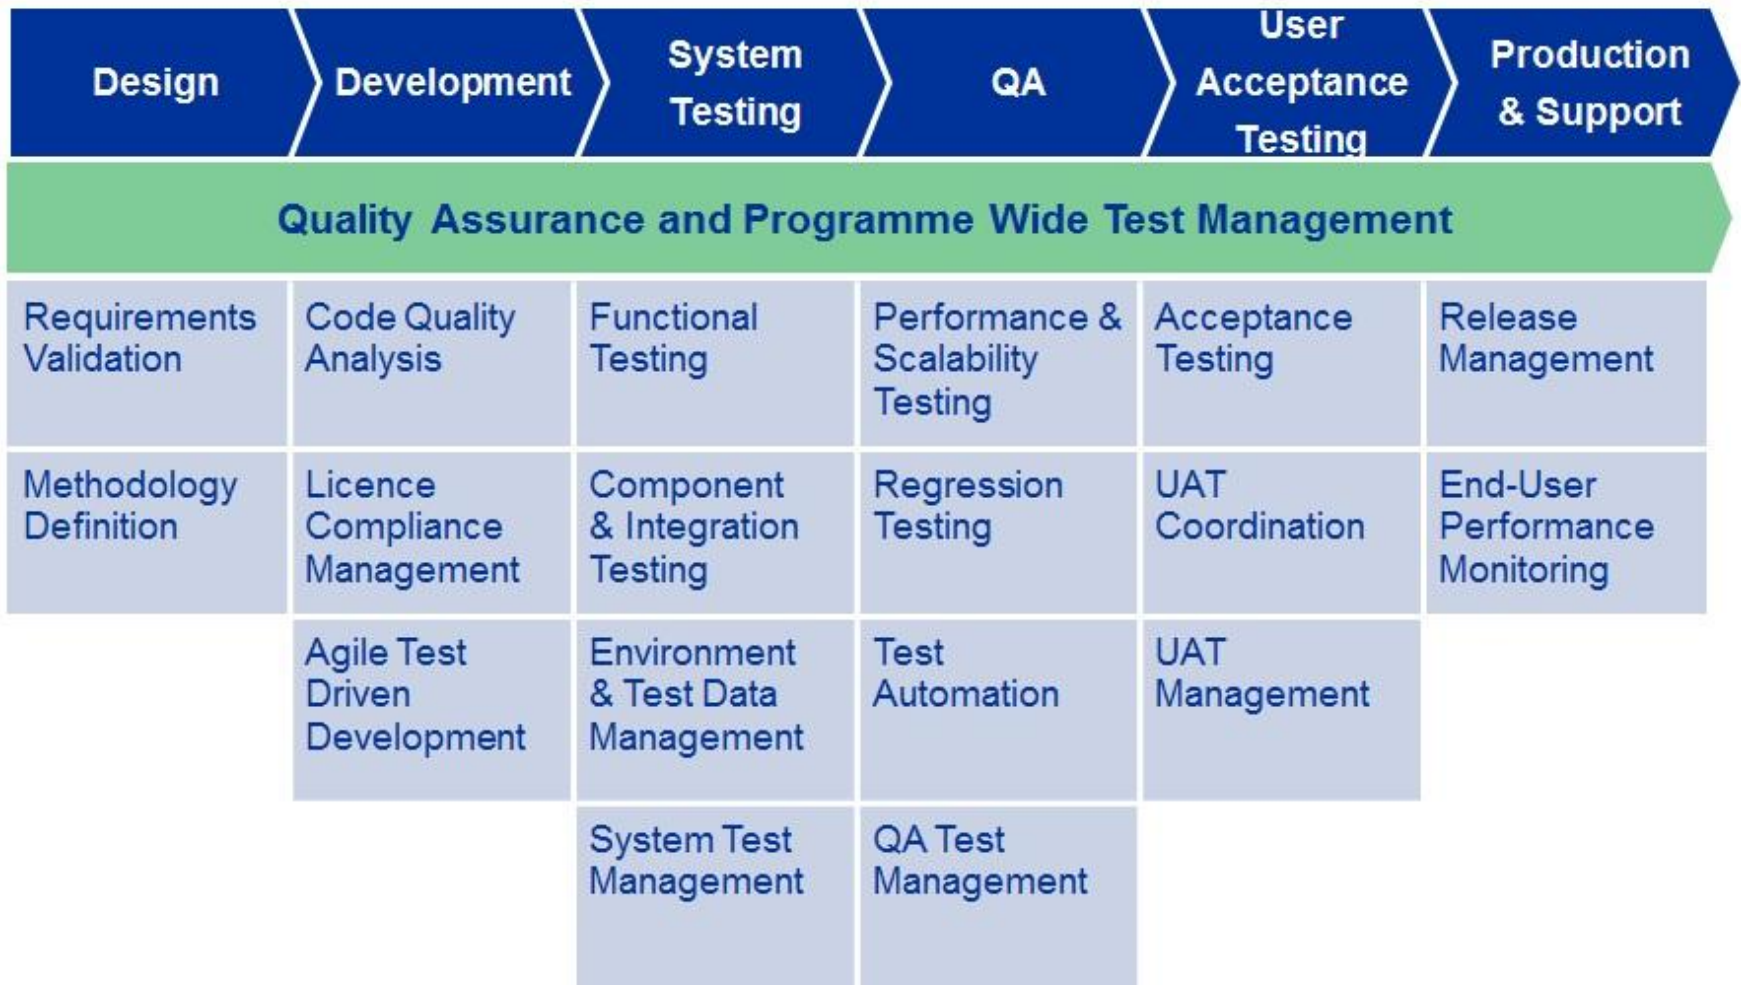 Design
Development
System
Testing
QA
User
Acceptance
Testing
Production
& Support
Quality Assurance and Programme Wide Test Management
Requirements
Validation
Code Quality
Analysis
Functional
Testing
Performance &
Scalability
Testing
Acceptance
Testing
Release
Management
Methodology
Definition
Licence
Compliance
Management
Component
& Integration
Testing
Regression
Testing
UAT
Coordination
End-User
Performance
Monitoring
Agile Test
Driven
Development
Environment
& Test Data
Management
Test
Automation
UAT
Management
System Test
Management
QA Test
Management